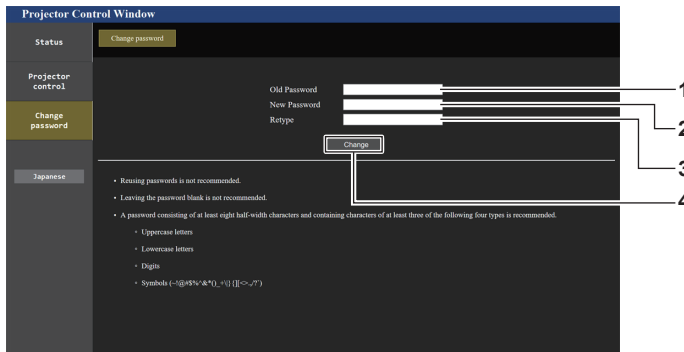 Projector Control Window
Status
Change password
Projector
control
Change
password
Japanese
Old Password
New Password
Retype
Change
1
2
3
4
• Reusing passwords is not recommended.
• Leaving the password blank is not recommended.
• A password consisting of at least eight half-width characters and containing characters of at least three of the following four types is recommended.
Uppercase letters
Lowercase letters
Digits